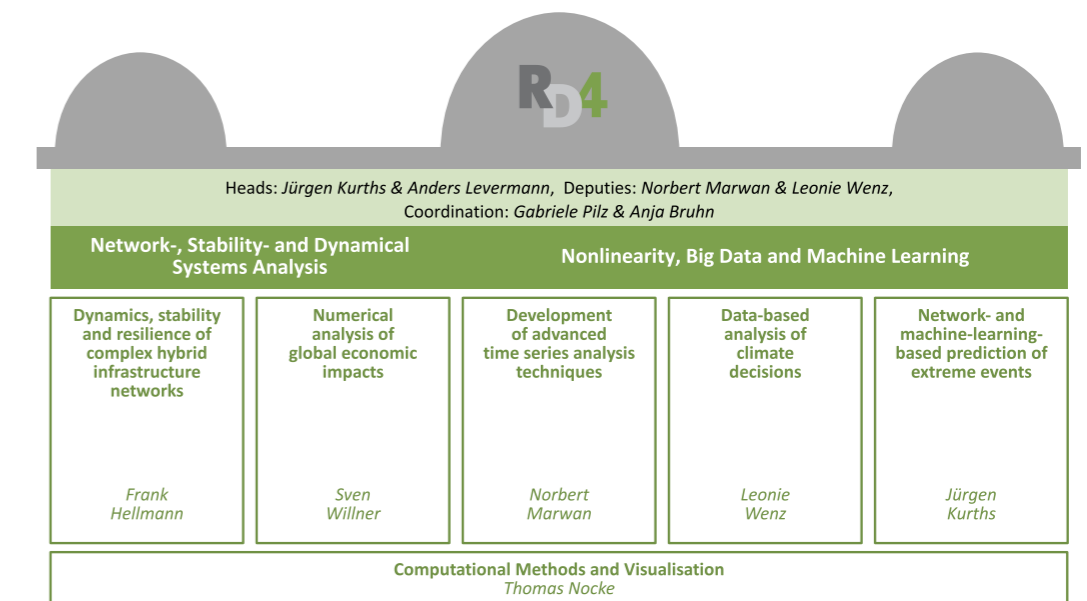 RD4
Heads: Jürgen Kurths & Anders Levermann, Deputies: Norbert Marwan & Leonie Wenz,
Coordination: Gabriele Pilz & Anja Bruhn
Network-, Stability- and Dynamical
Systems Analysis
Nonlinearity, Big Data and Machine Learning
Dynamics, stability
and resilience of
complex hybrid
infrastructure
networks
Frank
Hellmann
Numerical
analysis of
global economic
impacts
Sven
Willner
Development
of advanced
time series analysis
techniques
Norbert
Marwan
Data-based
analysis of
climate
decisions
Leonie
Wenz
Network- and
machine-learning-
based prediction of
extreme events
Jürgen
Kurths
Computational Methods and Visualisation
Thomas Nocke